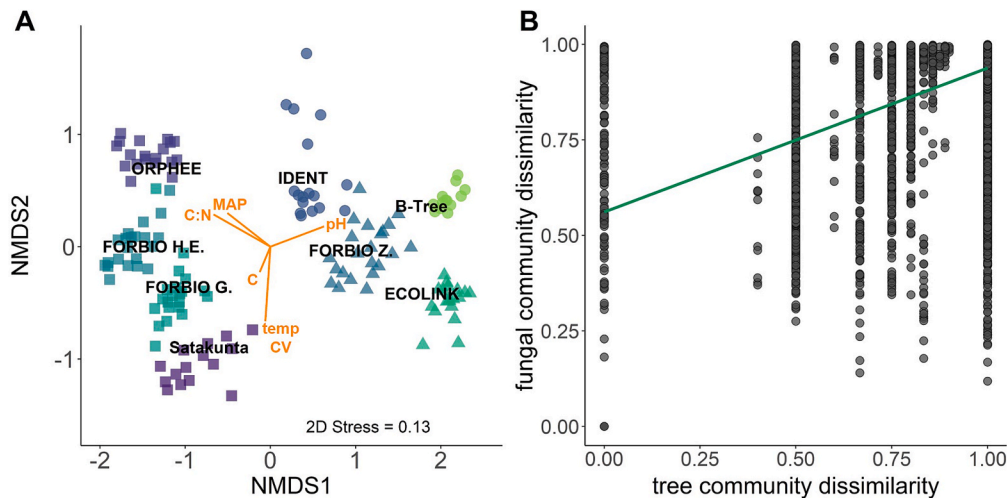 A
B
NMDS2
1
0
-1
-2
-1
0
1
2
NMDS1
ORPHEE
IDENT
B-Tree
MAP
C:N
pH
FORBIO H.E.
FORBIO Z.
C
FORBIO G.
ECOLINK
temp
CV
Satakunta
2D Stress = 0.13
fungal community dissimilarity
1.00
0.75
0.50
0.25
0.00
0.00
0.25
0.50
0.75
1.00
tree community dissimilarity